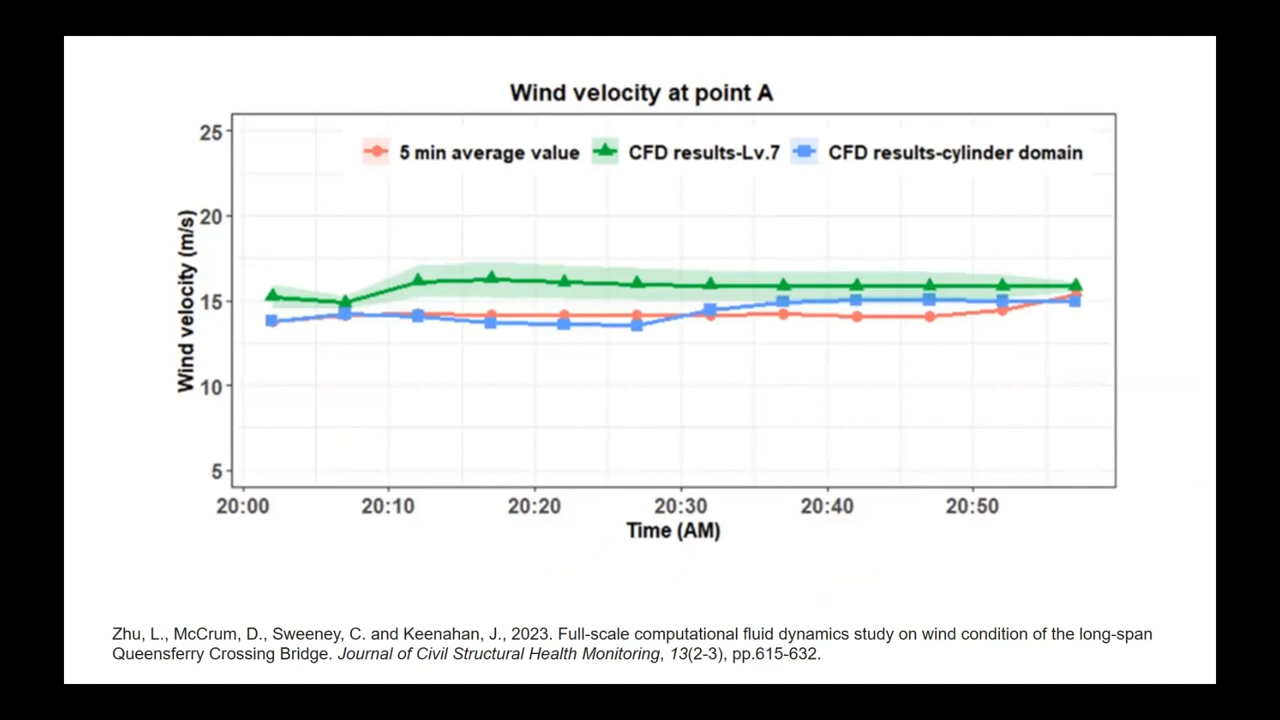 Wind velocity at point A
5 min average value CFD results-Lv.7 CFD results-cylinder domain
Wind velocity (m/s)
25
20
15
10
5
20:00 20:10 20:20 20:30 20:40 20:50
Time (AM)
Zhu, L., McCrum, D., Sweeney, C. and Keenahan, J., 2023. Full-scale computational fluid dynamics study on wind condition of the long-span
Queensferry Crossing Bridge. Journal of Civil Structural Health Monitoring, 13(2-3), pp.615-632.